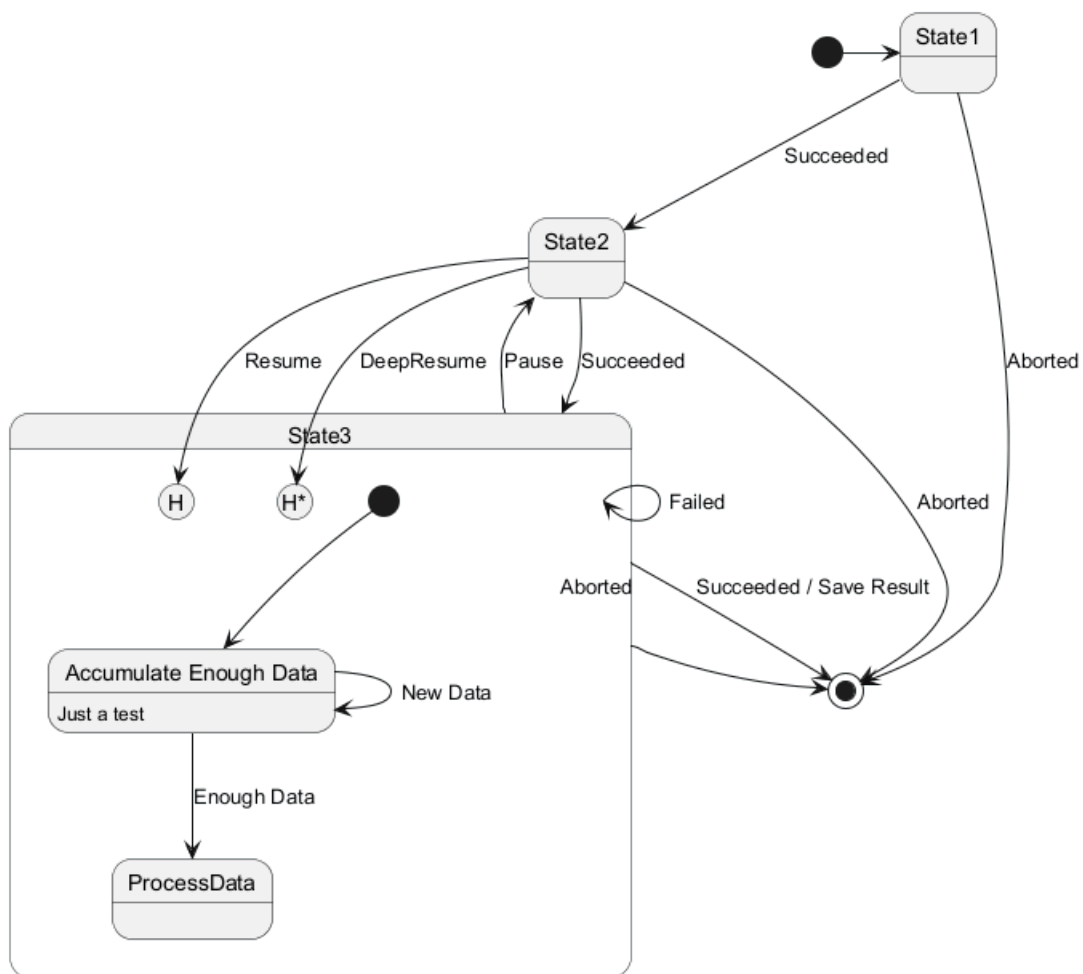 State1
Succeeded
State2
Aborted
Resume
DeepResume
Pause
Succeeded
State3
H
H*
Failed
Aborted
Aborted
Succeeded / Save Result
Accumulate Enough Data
Just a test
New Data
Enough Data
ProcessData